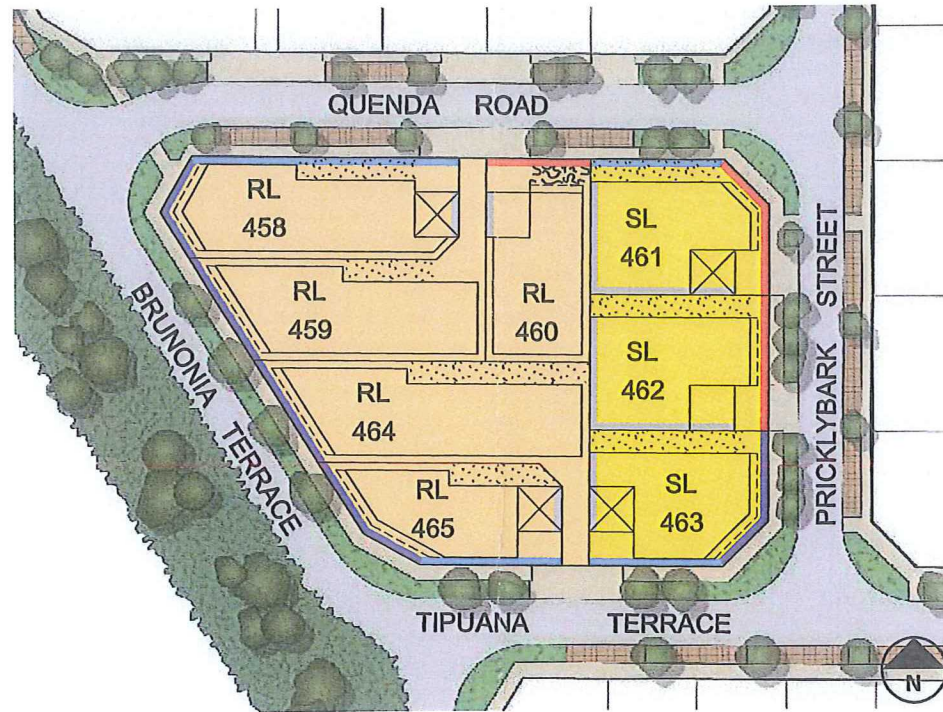 QUENDA ROAD
RL
458
SL
461
RL
459
RL
460
PRICKLYBARK STREET
BRUNONIA TERRACE
SL
462
RL
464
RL
465
SL
463
TIPUANA TERRACE
N